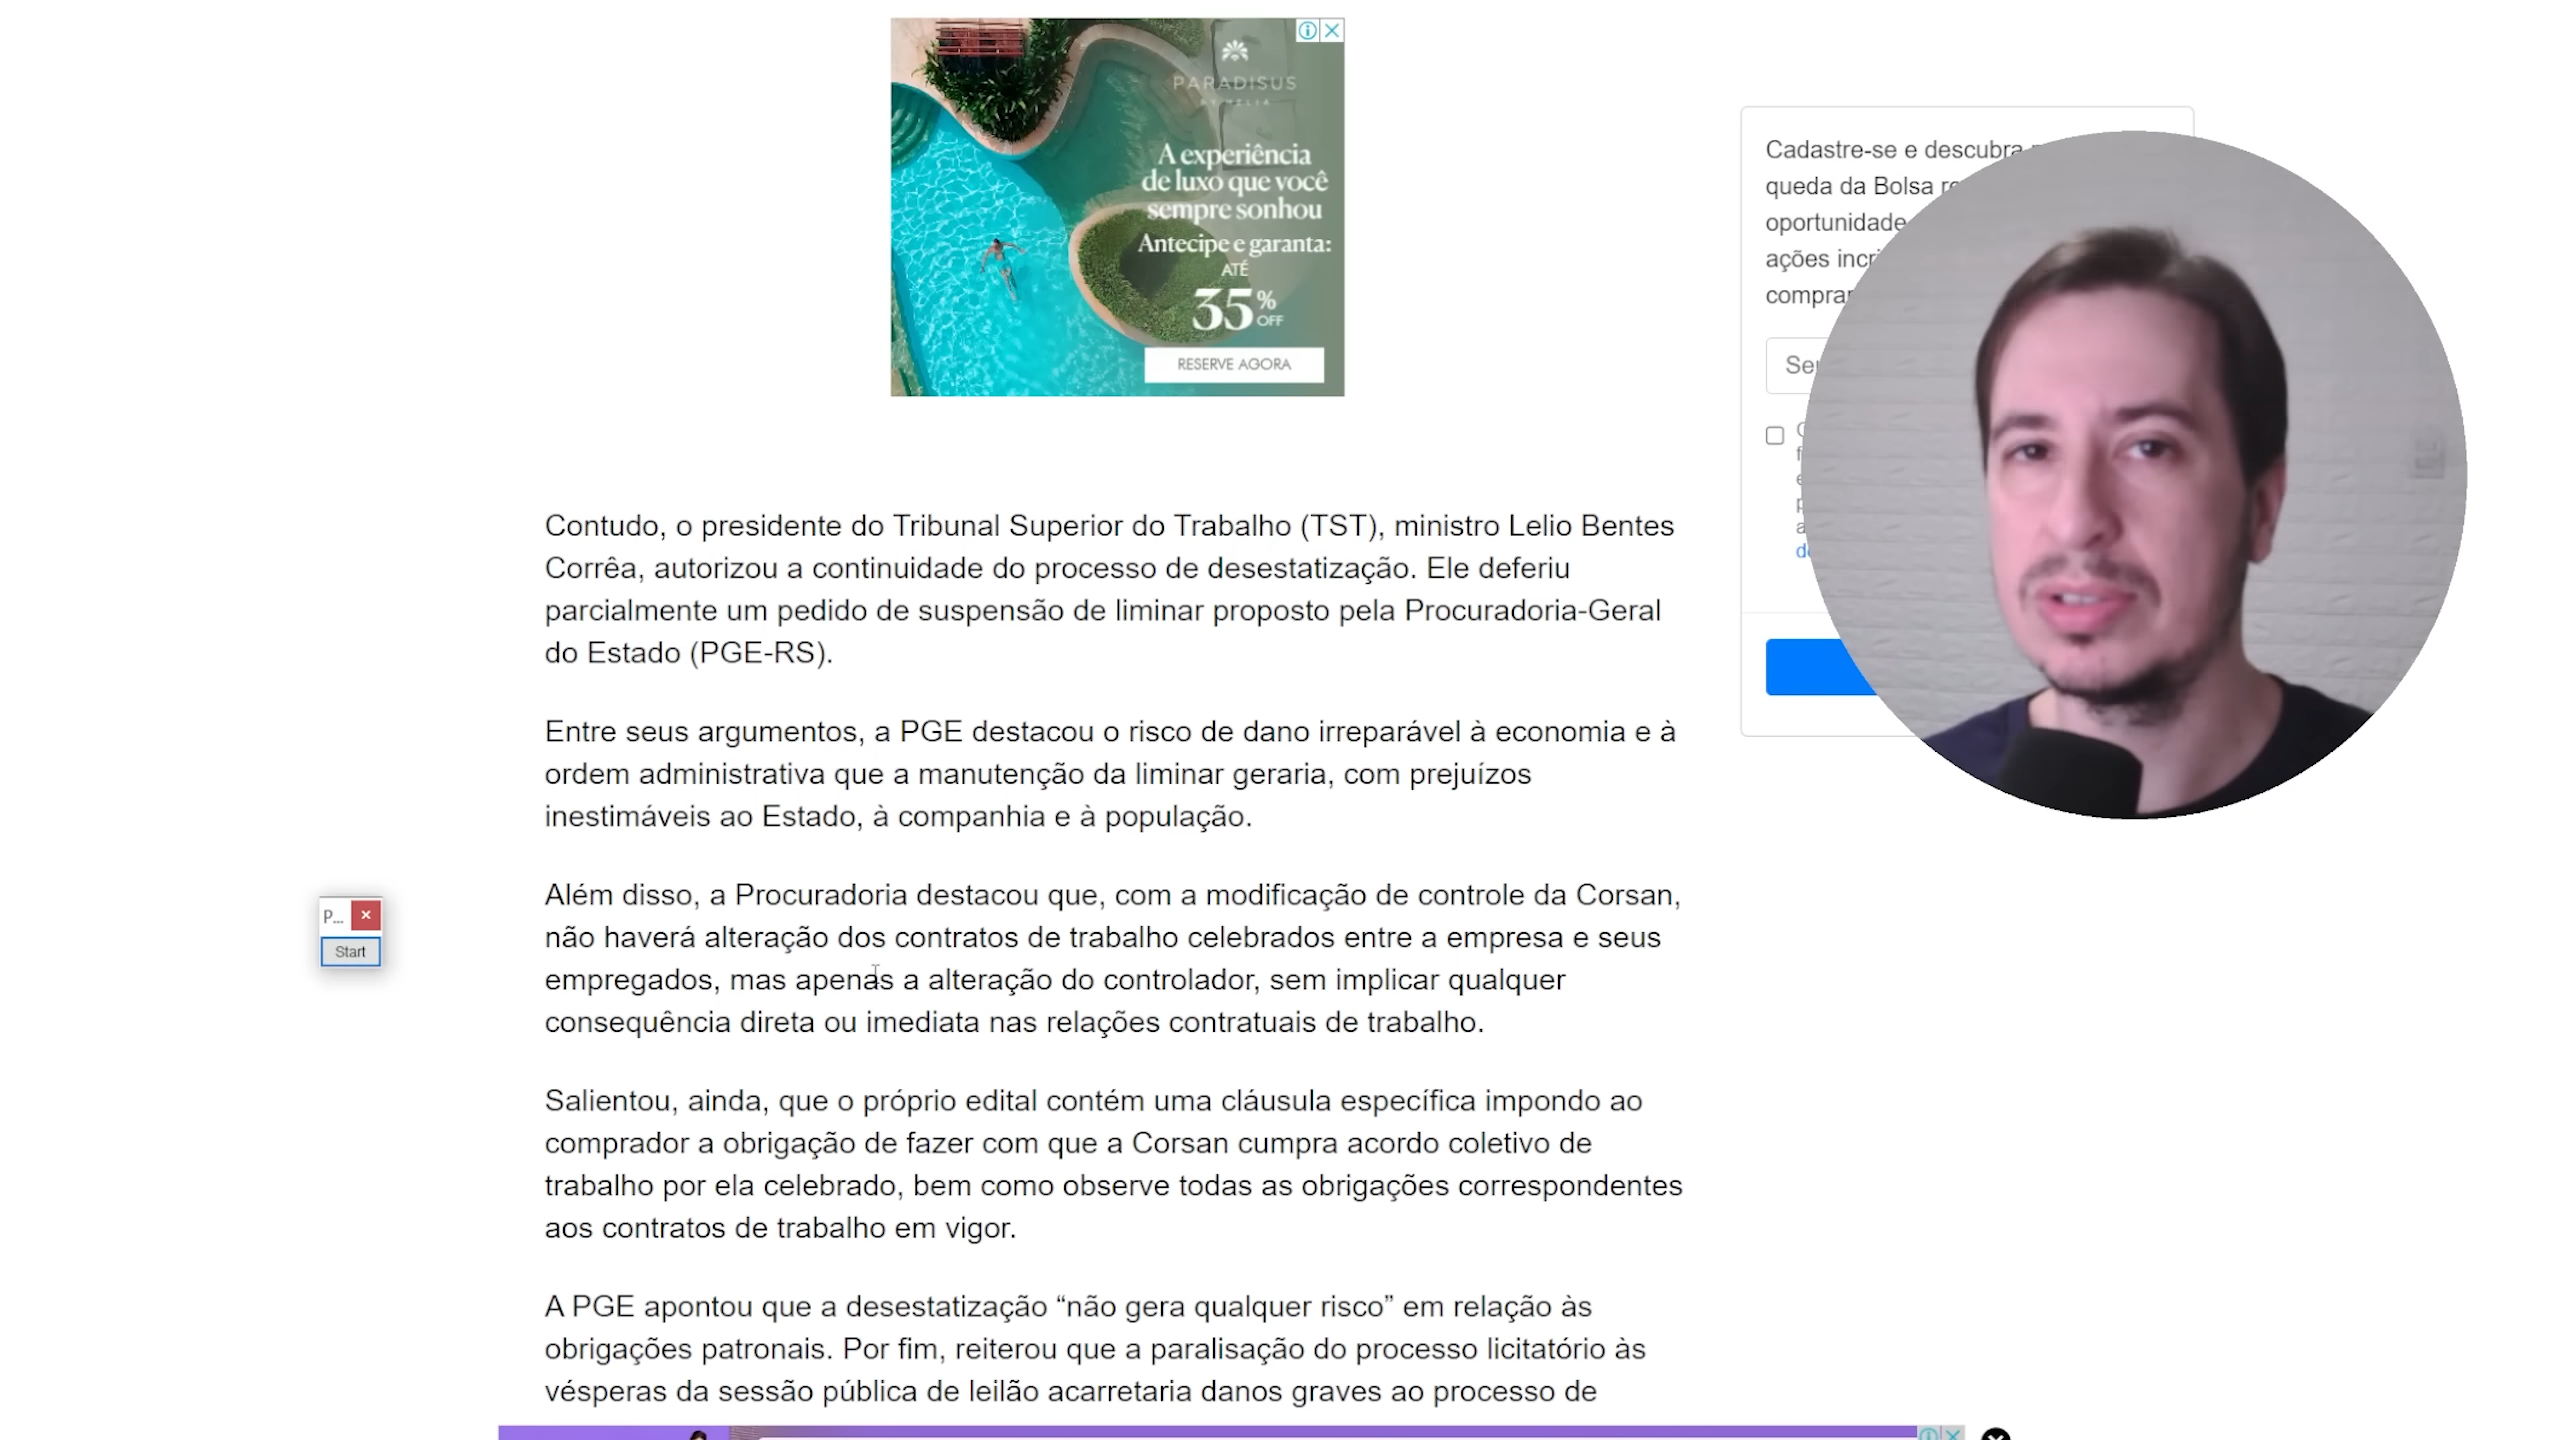 PARADISUS
BY MELIÁ
A experiência
de luxo que você
sempre sonhou
Antecipe e garanta:
ATÉ
35%
OFF
RESERVE AGORA
Cadastre-se e descubra
queda da Bolsa
oportunidade
ações
Contudo, o presidente do Tribunal Superior do Trabalho (TST), ministro Lelio Bentes
Corrêa, autorizou a continuidade do processo de desestatização. Ele deferiu
parcialmente um pedido de suspensão de liminar proposto pela Procuradoria-Geral
do Estado (PGE-RS).
Entre seus argumentos, a PGE destacou o risco de dano irreparável à economia e à
ordem administrativa que a manutenção da liminar geraria, com prejuízos
inestimáveis ao Estado, à companhia e à população.
Além disso, a Procuradoria destacou que, com a modificação de controle da Corsan,
não haverá alteração dos contratos de trabalho celebrados entre a empresa e seus
empregados, mas apenas a alteração do controlador, sem implicar qualquer
consequência direta ou imediata nas relações contratuais de trabalho.
P...
Start
Salientou, ainda, que o próprio edital contém uma cláusula específica impondo ao
comprador a obrigação de fazer com que a Corsan cumpra acordo coletivo de
trabalho por ela celebrado, bem como observe todas as obrigações correspondentes
aos contratos de trabalho em vigor.
A PGE apontou que a desestatização “não gera qualquer risco” em relação às
obrigações patronais. Por fim, reiterou que a paralisação do processo licitatório às
vésperas da sessão pública de leilão acarretaria danos graves ao processo de